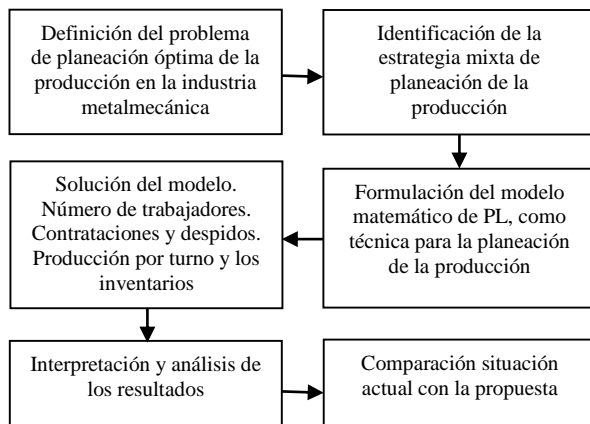 Definición del problema
de planeación óptima de la
producción en la industria
metalmecánica
Identificación de la
estrategia mixta de
planeación de la
producción
Formulación del modelo
matemático de PL, como
técnica para la planeación
de la producción
Solución del modelo.
Número de trabajadores.
Contrataciones y despidos.
Producción por turno y los
inventarios
Interpretación y análisis de
los resultados
Comparación situación
actual con la propuesta